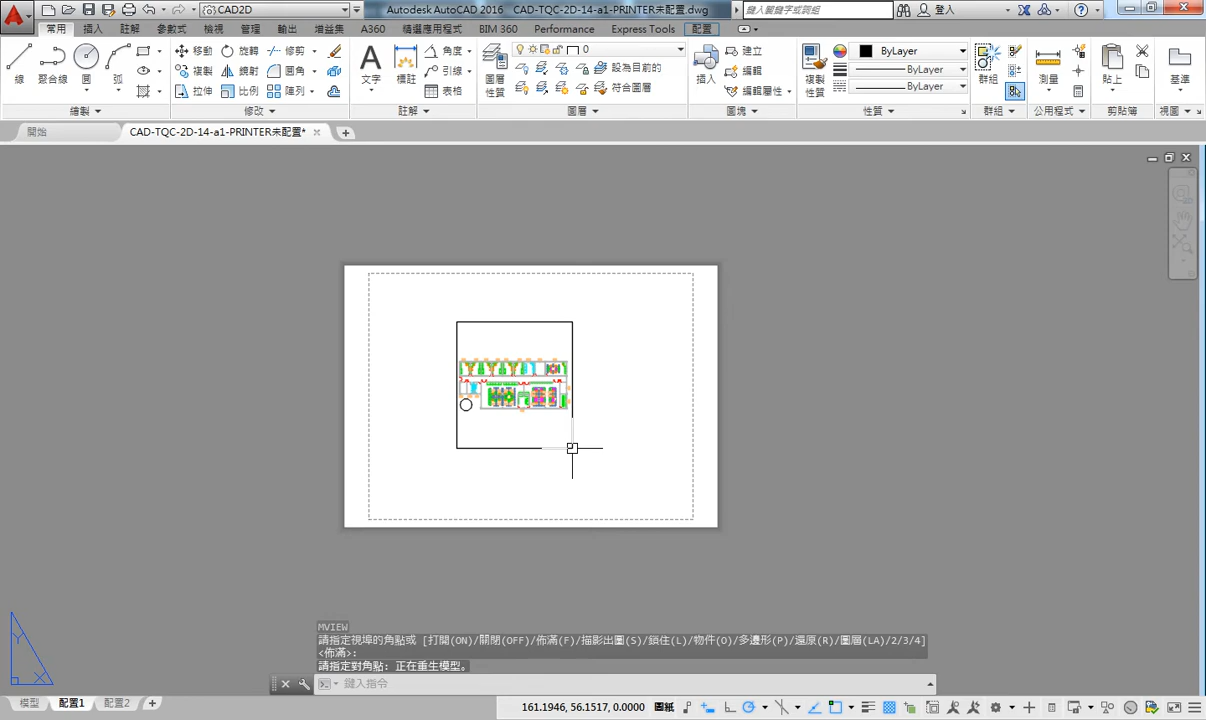 CAD2D
Autodesk AutoCAD 2016 CAD-TQC-2D-14-a1-PRINTER未配置.dwg
鍵入關鍵字或詞組
登入
常用 插入 註解 參數式 檢視 管理 輸出 增益集 A360 精選應用程式 BIM 360 Performance Express Tools 配置
線 聚合線 圓 弧
移動 旋轉 修剪
複製 鏡射 圓角
拉伸 比例 陣列
文字 標註
角度
引線
表格
圖層性質
0
設為目前的
符合圖層
插入
建立
編輯
編輯屬性
複製性質
ByLayer
ByLayer
ByLayer
群組 測量 貼上 基準
繪製 修改 註解 圖層 圖塊 性質 群組 公用程式 剪貼簿 視圖
開始 CAD-TQC-2D-14-a1-PRINTER未配置*
Y
X
MVIEW
請指定視埠的角點或 [打開(ON)/關閉(OFF)/佈滿(F)/描影出圖(S)/鎖住(L)/物件(O)/多邊形(P)/還原(R)/圖層(LA)/2/3/4]
<佈滿>:
請指定對角點: 正在重生模型。
鍵入指令
模型 配置1 配置2
161.1946, 56.1517, 0.0000 圖紙